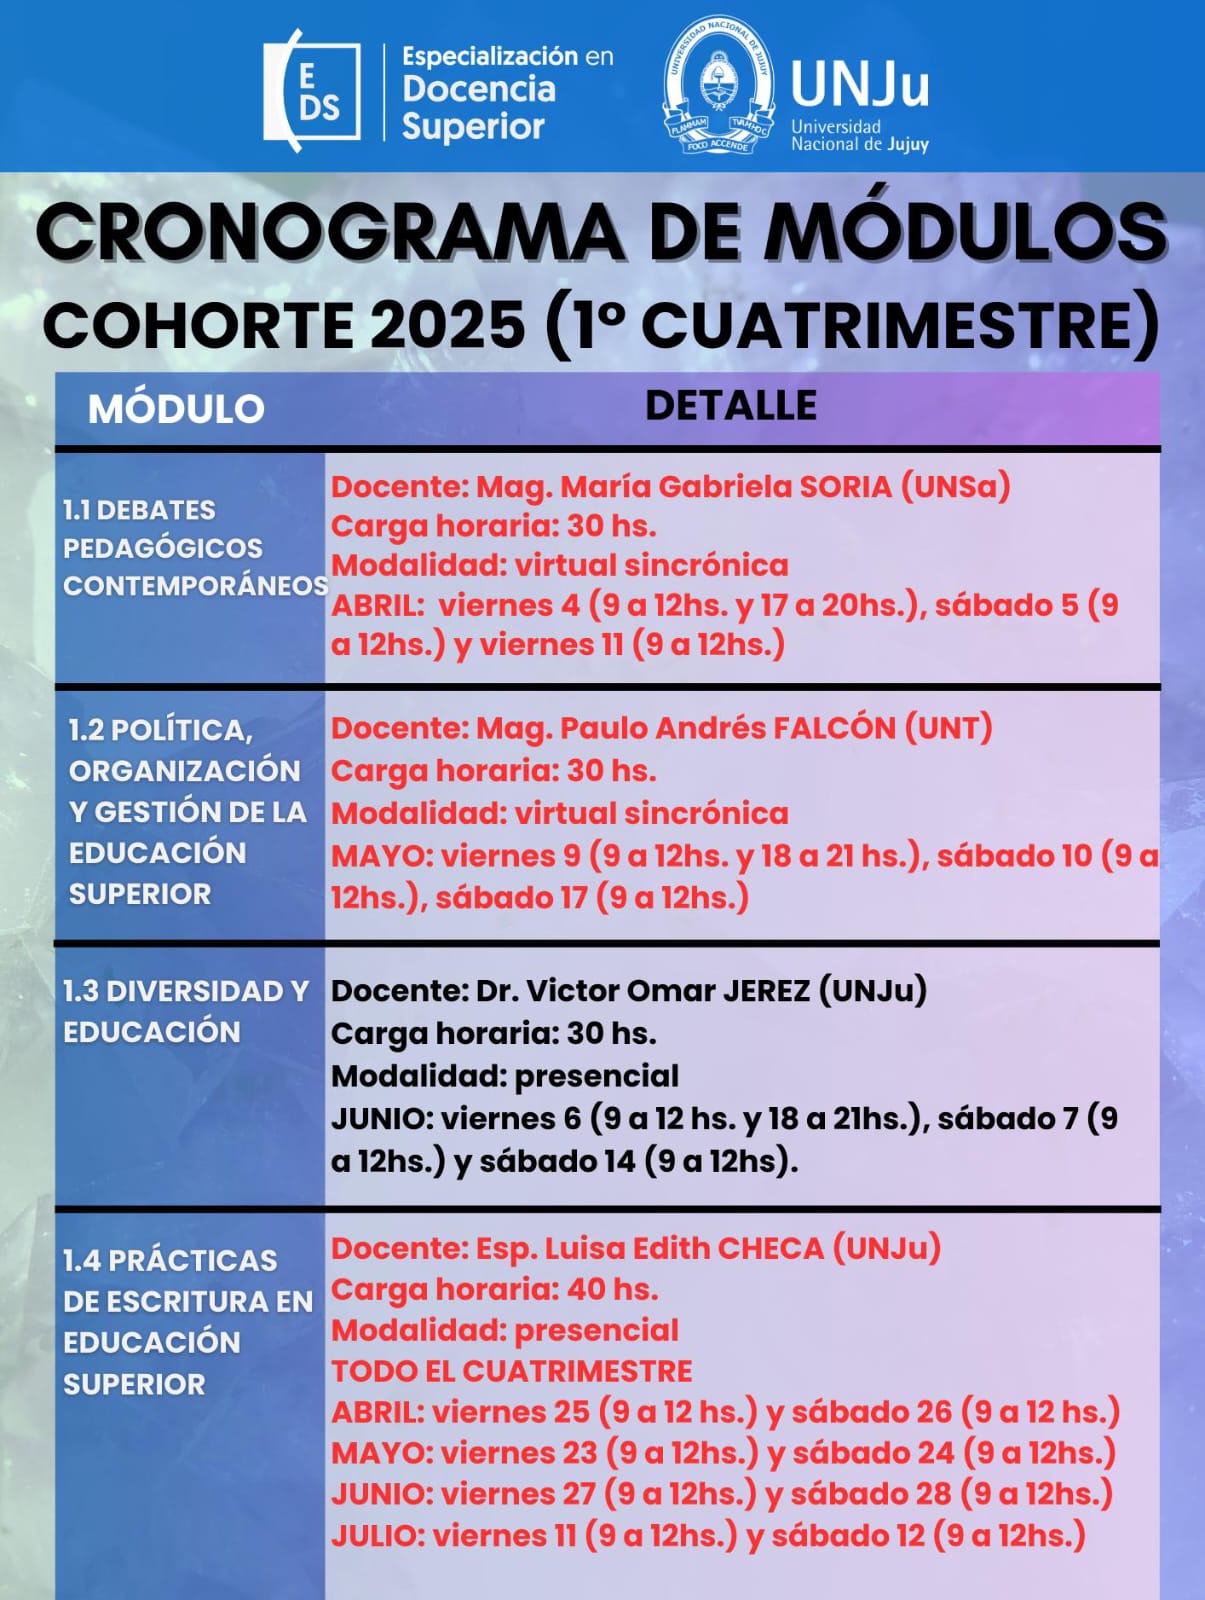 E
DS
Especialización en
Docencia
Superior
UNIVERSIDAD NACIONAL DE JUJUY
FLAMMAM TVAM HOC
FOCO ACCENDE
UNJu
Universidad
Nacional de Jujuy
CRONOGRAMA DE MÓDULOS
COHORTE 2025 (1° CUATRIMESTRE)
MÓDULO
DETALLE
1.1 DEBATES
PEDAGÓGICOS
CONTEMPORÁNEOS
Docente: Mag. María Gabriela SORIA (UNSa)
Carga horaria: 30 hs.
Modalidad: virtual sincrónica
ABRIL:  viernes 4 (9 a 12hs. y 17 a 20hs.), sábado 5 (9
a 12hs.) y viernes 11 (9 a 12hs.)
1.2 POLÍTICA,
ORGANIZACIÓN
Y GESTIÓN DE LA
EDUCACIÓN
SUPERIOR
Docente: Mag. Paulo Andrés FALCÓN (UNT)
Carga horaria: 30 hs.
Modalidad: virtual sincrónica
MAYO: viernes 9 (9 a 12hs. y 18 a 21 hs.), sábado 10 (9 a
12hs.), sábado 17 (9 a 12hs.)
1.3 DIVERSIDAD Y
EDUCACIÓN
Docente: Dr. Victor Omar JEREZ (UNJu)
Carga horaria: 30 hs.
Modalidad: presencial
JUNIO: viernes 6 (9 a 12 hs. y 18 a 21hs.), sábado 7 (9
a 12hs.) y sábado 14 (9 a 12hs).
1.4 PRÁCTICAS
DE ESCRITURA EN
EDUCACIÓN
SUPERIOR
Docente: Esp. Luisa Edith CHECA (UNJu)
Carga horaria: 40 hs.
Modalidad: presencial
TODO EL CUATRIMESTRE
ABRIL: viernes 25 (9 a 12 hs.) y sábado 26 (9 a 12 hs.)
MAYO: viernes 23 (9 a 12hs.) y sábado 24 (9 a 12hs.)
JUNIO: viernes 27 (9 a 12hs.) y sábado 28 (9 a 12hs.)
JULIO: viernes 11 (9 a 12hs.) y sábado 12 (9 a 12hs.)